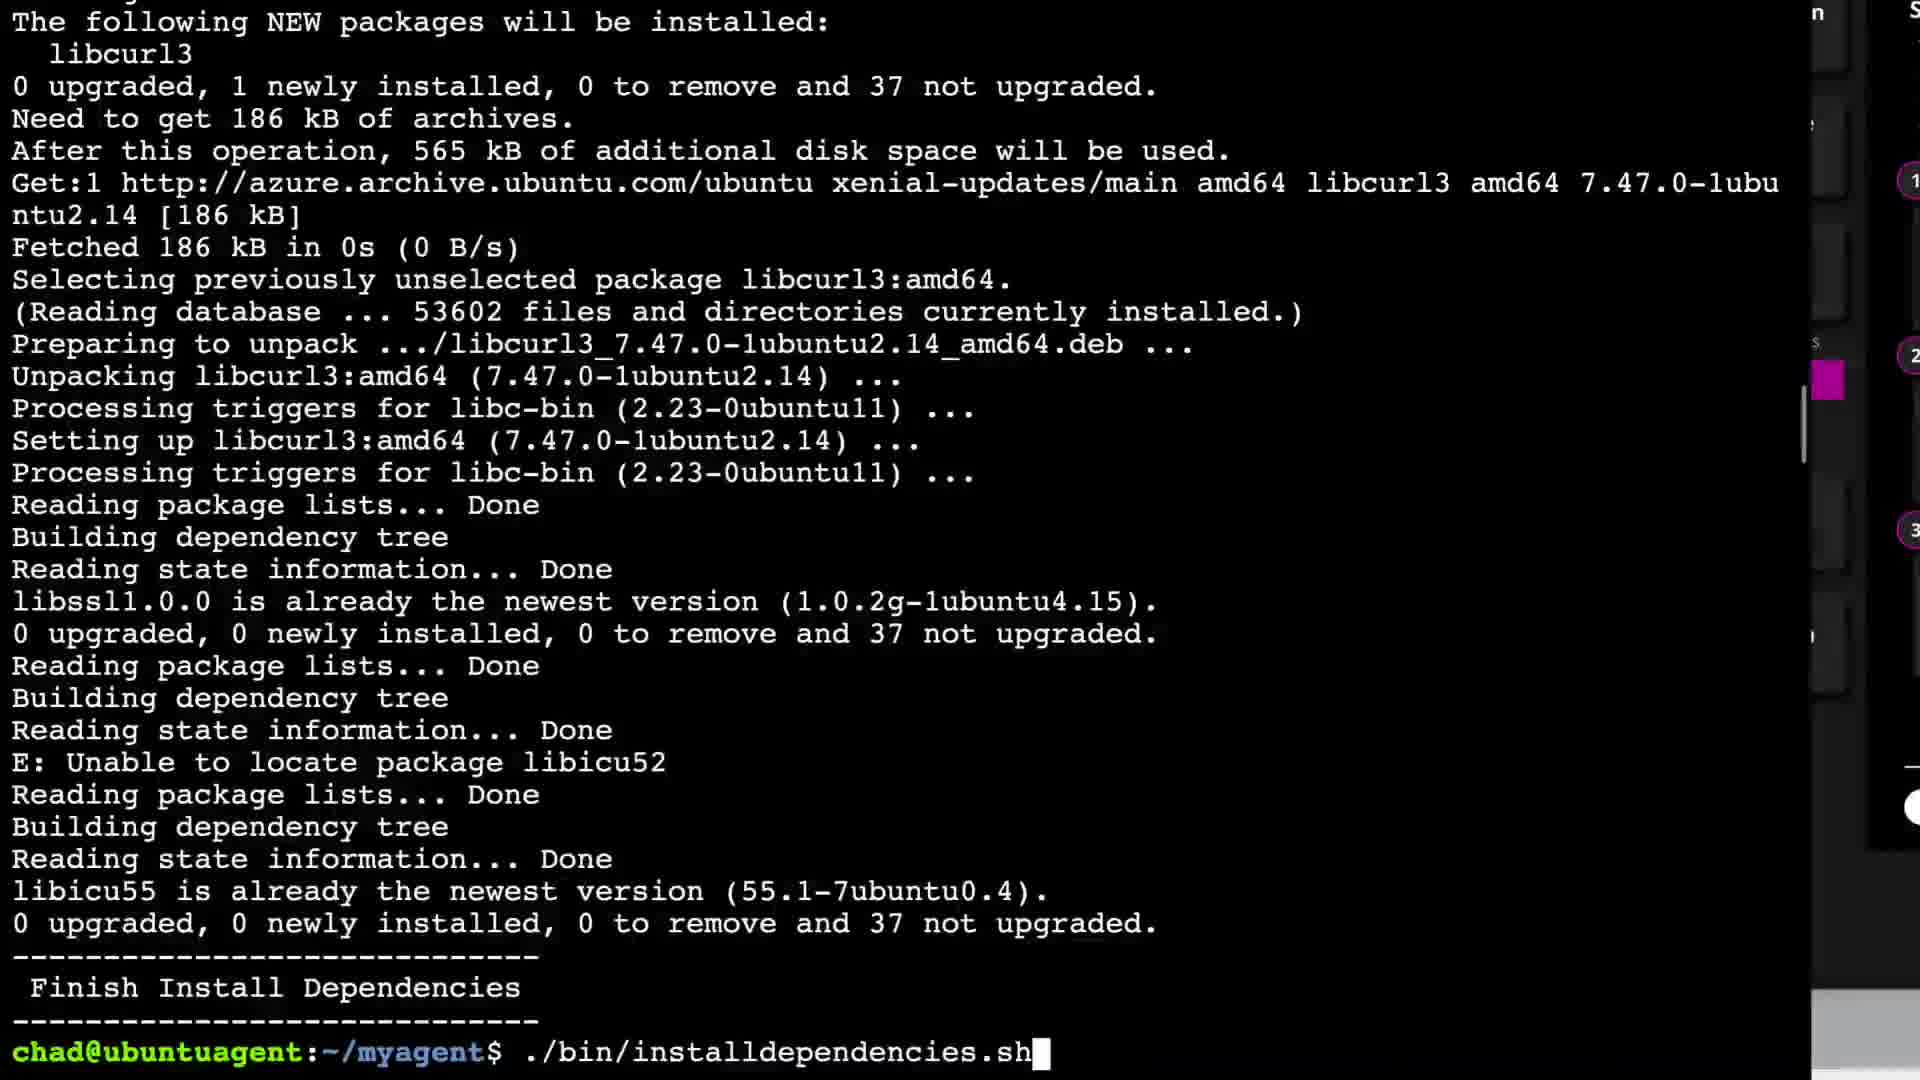 The following NEW packages will be installed:
  libcurl3
0 upgraded, 1 newly installed, 0 to remove and 37 not upgraded.
Need to get 186 kB of archives.
After this operation, 565 kB of additional disk space will be used.
Get:1 http://azure.archive.ubuntu.com/ubuntu xenial-updates/main amd64 libcurl3 amd64 7.47.0-1ubu
ntu2.14 [186 kB]
Fetched 186 kB in 0s (0 B/s)
Selecting previously unselected package libcurl3:amd64.
(Reading database ... 53602 files and directories currently installed.)
Preparing to unpack .../libcurl3_7.47.0-1ubuntu2.14_amd64.deb ...
Unpacking libcurl3:amd64 (7.47.0-1ubuntu2.14) ...
Processing triggers for libc-bin (2.23-0ubuntu11) ...
Setting up libcurl3:amd64 (7.47.0-1ubuntu2.14) ...
Processing triggers for libc-bin (2.23-0ubuntu11) ...
Reading package lists... Done
Building dependency tree
Reading state information... Done
libssl1.0.0 is already the newest version (1.0.2g-1ubuntu4.15).
0 upgraded, 0 newly installed, 0 to remove and 37 not upgraded.
Reading package lists... Done
Building dependency tree
Reading state information... Done
E: Unable to locate package libicu52
Reading package lists... Done
Building dependency tree
Reading state information... Done
libicu55 is already the newest version (55.1-7ubuntu0.4).
0 upgraded, 0 newly installed, 0 to remove and 37 not upgraded.
-----------------------------
 Finish Install Dependencies
-----------------------------
chad@ubuntuagent:~/myagent$ ./bin/installdependencies.sh
n
1
2
s
3